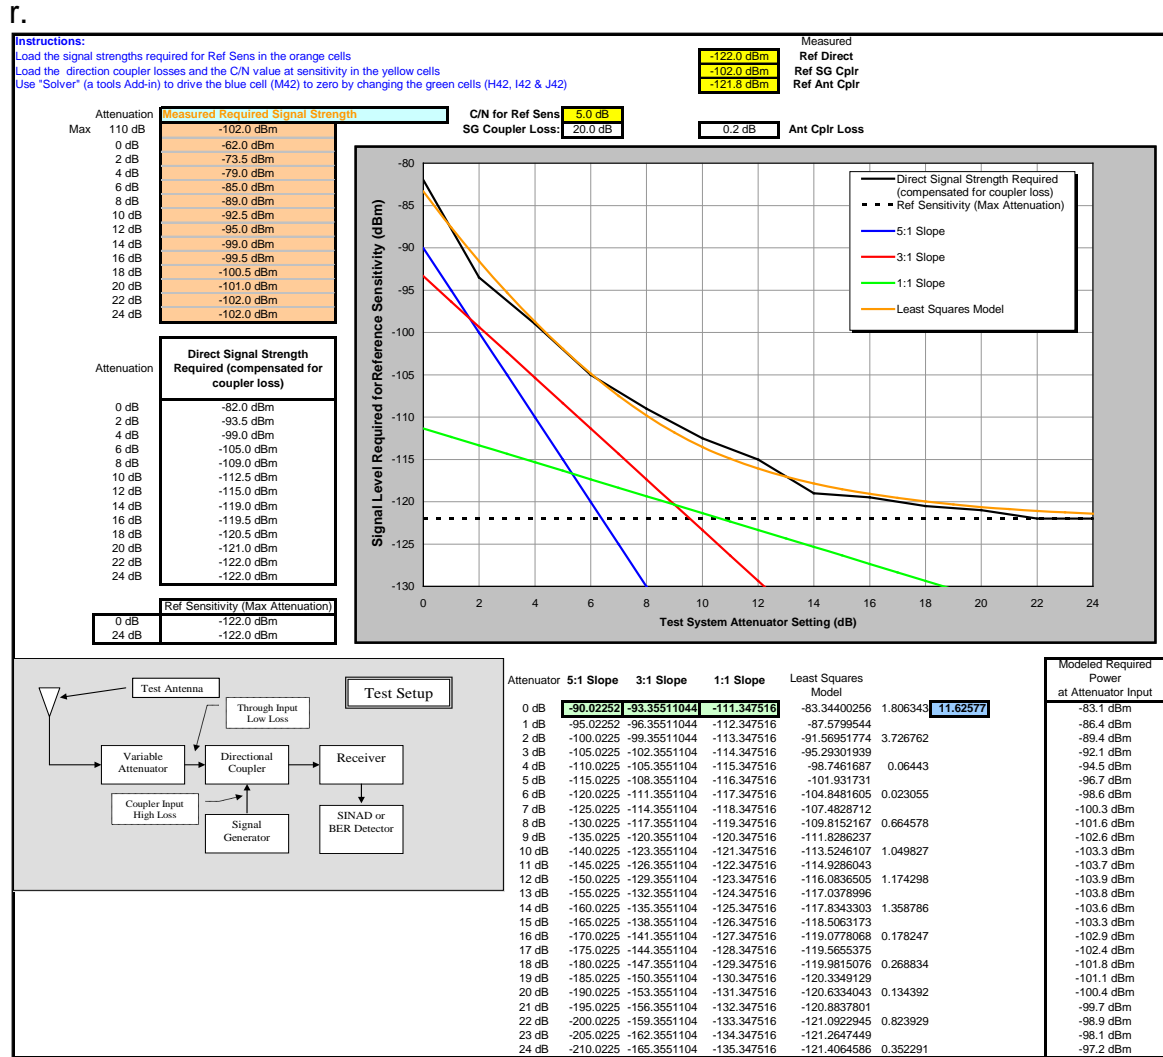 r.
Instructions:
Load the signal strengths required for Ref Sens in the orange cells
Load the  direction coupler losses and the C/N value at sensitivity in the yellow cells
Use "Solver" (a tools Add-in) to drive the blue cell (M42) to zero by changing the green cells (H42, I42 & J42)
Measured
-122.0 dBm Ref Direct
-102.0 dBm Ref SG Cplr
-121.8 dBm Ref Ant Cplr
Attenuation Measured Required Signal Strength
C/N for Ref Sens 5.0 dB
SG Coupler Loss: 20.0 dB 0.2 dB Ant Cplr Loss
Max 110 dB -102.0 dBm
0 dB -62.0 dBm
2 dB -73.5 dBm
4 dB -79.0 dBm
6 dB -85.0 dBm
8 dB -89.0 dBm
10 dB -92.5 dBm
12 dB -95.0 dBm
14 dB -99.0 dBm
16 dB -99.5 dBm
18 dB -100.5 dBm
20 dB -101.0 dBm
22 dB -102.0 dBm
24 dB -102.0 dBm
Attenuation
Direct Signal Strength
Required (compensated for
coupler loss)
0 dB -82.0 dBm
2 dB -93.5 dBm
4 dB -99.0 dBm
6 dB -105.0 dBm
8 dB -109.0 dBm
10 dB -112.5 dBm
12 dB -115.0 dBm
14 dB -119.0 dBm
16 dB -119.5 dBm
18 dB -120.5 dBm
20 dB -121.0 dBm
22 dB -122.0 dBm
24 dB -122.0 dBm
Ref Sensitivity (Max Attenuation)
0 dB -122.0 dBm
24 dB -122.0 dBm
Signal Level Required for Reference Sensitivity (dBm)
-80
-85
-90
-95
-100
-105
-110
-115
-120
-125
-130
0 2 4 6 8 10 12 14 16 18 20 22 24
Test System Attenuator Setting (dB)
Direct Signal Strength Required
(compensated for coupler loss)
Ref Sensitivity (Max Attenuation)
5:1 Slope
3:1 Slope
1:1 Slope
Least Squares Model
Test Setup
Test Antenna
Through Input
Low Loss
Variable
Attenuator
Directional
Coupler
Receiver
Coupler Input
High Loss
Signal
Generator
SINAD or
BER Detector
Attenuator 5:1 Slope 3:1 Slope 1:1 Slope Least Squares
Model
Modeled Required
Power
at Attenuator Input
0 dB -90.02252 -93.35511044 -111.347516 -83.34400256 1.806343 11.62577 -83.1 dBm
1 dB -95.02252 -96.3551044 -112.347516 -87.5799544 -86.4 dBm
2 dB -100.0225 -99.3551044 -113.347516 -91.56951774 3.726762 -89.4 dBm
3 dB -105.0225 -102.3551104 -114.347516 -95.29301939 -92.1 dBm
4 dB -110.0225 -105.3551104 -115.347516 -98.7461687 0.06443 -94.5 dBm
5 dB -115.0225 -108.3551104 -116.347516 -101.931731 -96.7 dBm
6 dB -120.0225 -111.3551104 -117.347516 -104.8481605 0.023055 -98.6 dBm
7 dB -125.0225 -114.3551104 -118.347516 -107.4828712 -100.3 dBm
8 dB -130.0225 -117.3551104 -119.347516 -109.8152167 0.664578 -101.6 dBm
9 dB -135.0225 -120.3551104 -120.347516 -111.8286237 -102.6 dBm
10 dB -140.0225 -123.3551104 -121.347516 -113.5246107 1.049827 -103.3 dBm
11 dB -145.0225 -126.3551104 -122.347516 -114.9286043 -103.7 dBm
12 dB -150.0225 -129.3551104 -123.347516 -116.0836505 1.174298 -103.9 dBm
13 dB -155.0225 -132.3551104 -124.347516 -117.0378996 -103.8 dBm
14 dB -160.0225 -135.3551104 -125.347516 -117.8343303 1.358786 -103.6 dBm
15 dB -165.0225 -138.3551104 -126.347516 -118.5063173 -103.3 dBm
16 dB -170.0225 -141.3551104 -127.347516 -119.0778068 0.178247 -102.9 dBm
17 dB -175.0225 -144.3551104 -128.347516 -119.5655375 -102.4 dBm
18 dB -180.0225 -147.3551104 -129.347516 -119.9815076 0.268834 -101.8 dBm
19 dB -185.0225 -150.3551104 -130.347516 -120.3349129 -101.1 dBm
20 dB -190.0225 -153.3551104 -131.347516 -120.6334043 0.134392 -100.4 dBm
21 dB -195.0225 -156.3551104 -132.347516 -120.8837801 -99.7 dBm
22 dB -200.0225 -159.3551104 -133.347516 -121.0922945 0.823929 -98.9 dBm
23 dB -205.0225 -162.3551104 -134.347516 -121.2647449 -98.1 dBm
24 dB -210.0225 -165.3551104 -135.347516 -121.4064586 0.352291 -97.2 dBm